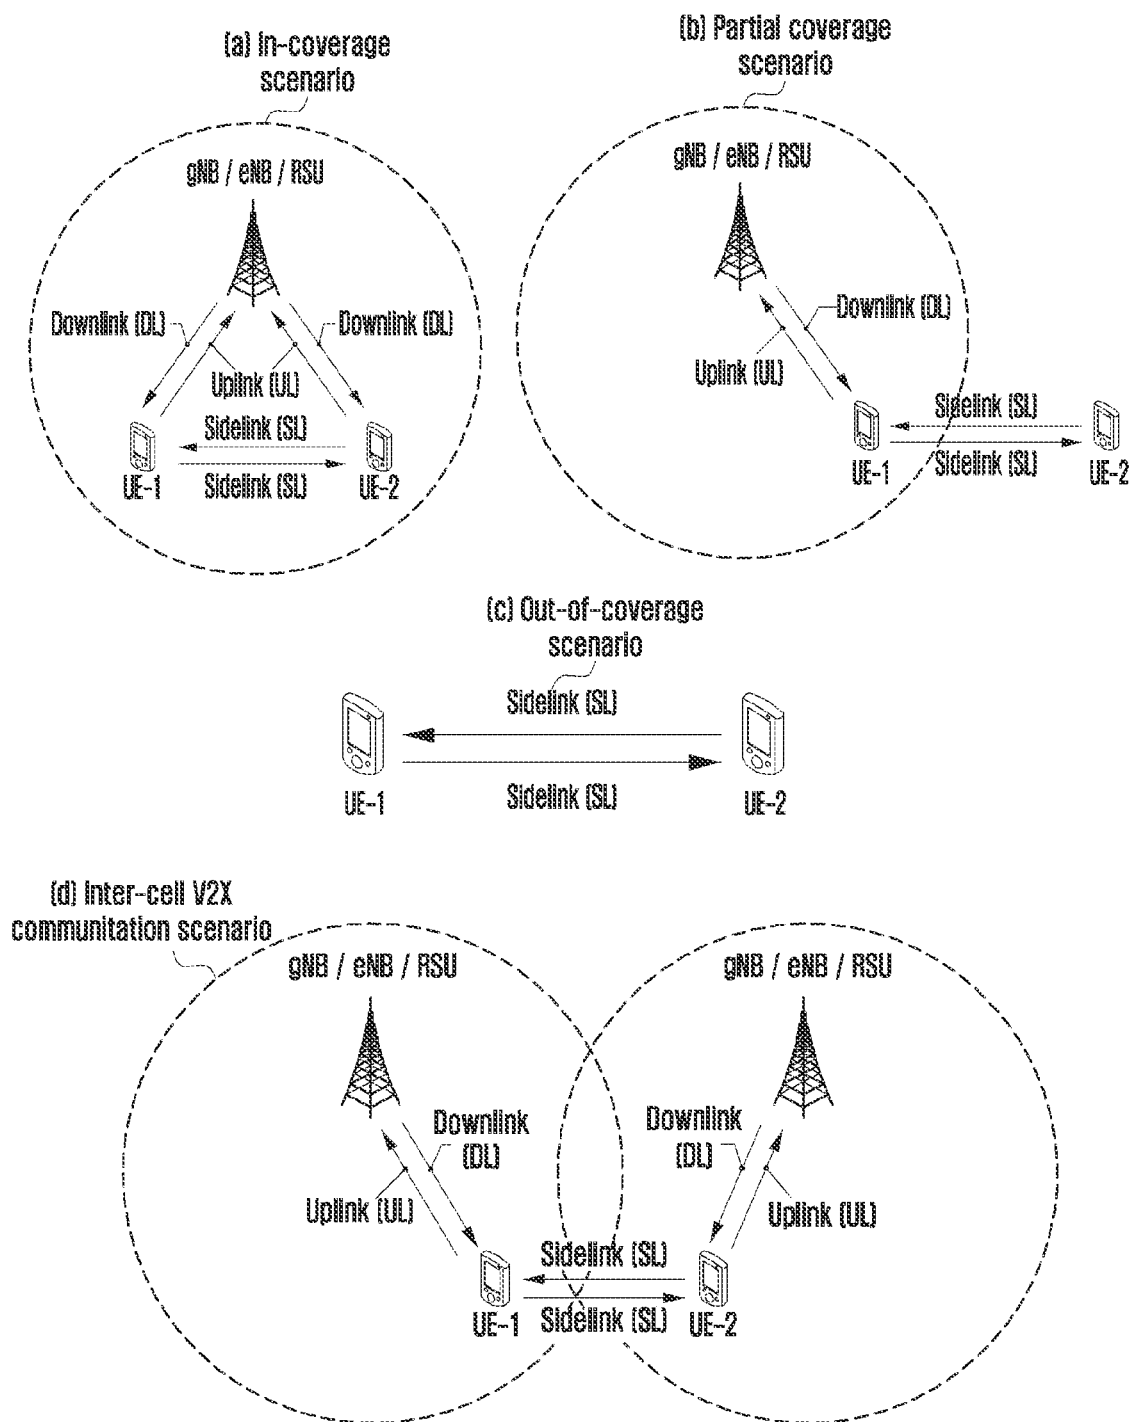 (a) In-coverage
scenario
gNB / eNB / RSU
Downlink (DL)
Downlink (DL)
Uplink (UL)
Sidelink (SL)
Sidelink (SL)
UE-1
UE-2
(b) Partial coverage
scenario
gNB / eNB / RSU
Downlink (DL)
Uplink (UL)
Sidelink (SL)
Sidelink (SL)
UE-1
UE-2
(c) Out-of-coverage
scenario
Sidelink (SL)
Sidelink (SL)
UE-1
UE-2
(d) Inter-cell V2X
communitation scenario
gNB / eNB / RSU
gNB / eNB / RSU
Downlink
(DL)
Uplink (UL)
Downlink
(DL)
Uplink (UL)
Sidelink (SL)
Sidelink (SL)
UE-1
UE-2